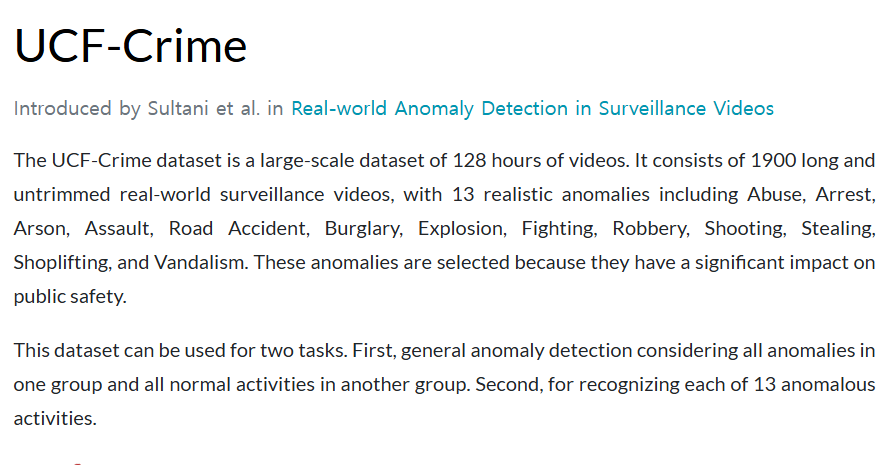 UCF-Crime
Introduced by Sultani et al. in Real-world Anomaly Detection in Surveillance Videos
The UCF-Crime dataset is a large-scale dataset of 128 hours of videos. It consists of 1900 long and
untrimmed real-world surveillance videos, with 13 realistic anomalies including Abuse, Arrest,
Arson, Assault, Road Accident, Burglary, Explosion, Fighting, Robbery, Shooting, Stealing,
Shoplifting, and Vandalism. These anomalies are selected because they have a significant impact on
public safety.
This dataset can be used for two tasks. First, general anomaly detection considering all anomalies in
one group and all normal activities in another group. Second, for recognizing each of 13 anomalous
activities.